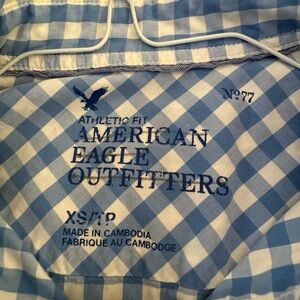 Nº77
ATHLETIC FIT
AMERICAN
EAGLE
OUTFITTERS
XS/TP
MADE IN CAMBODIA
FABRIQUE AU CAMBODGE